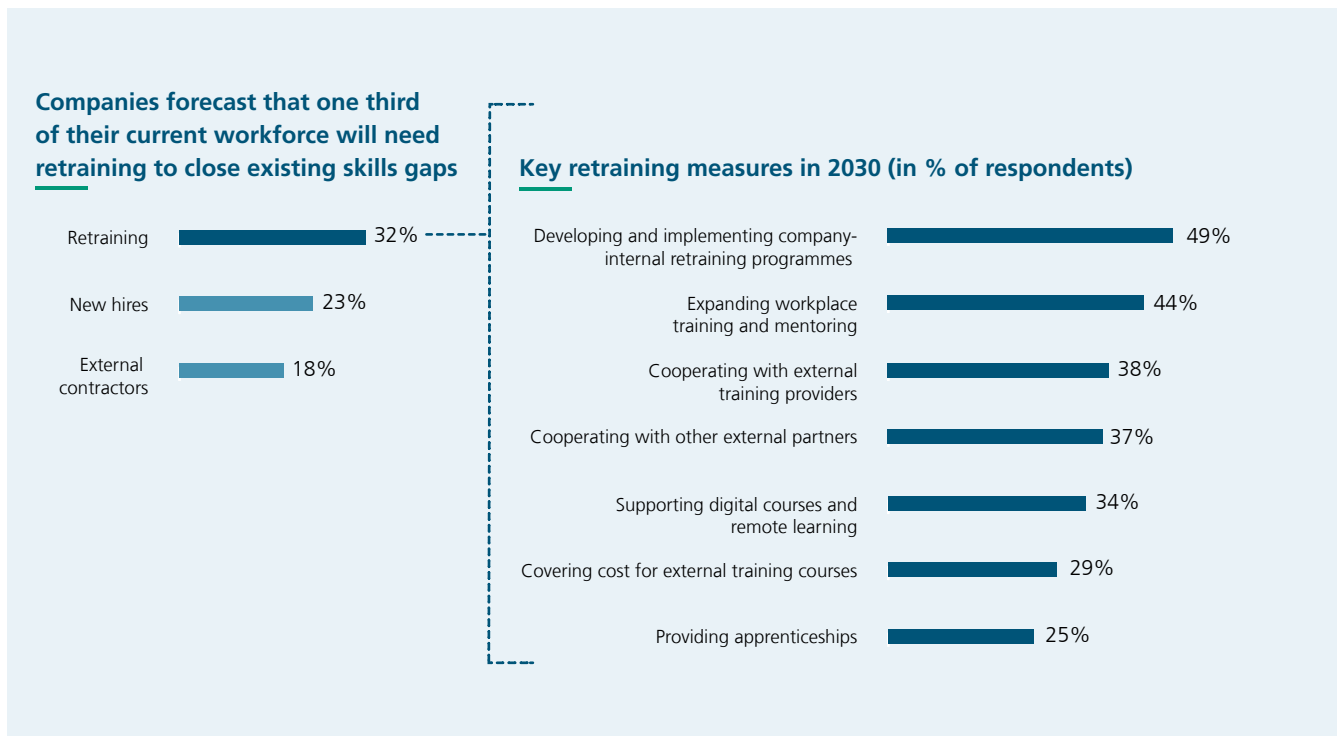 Companies forecast that one third
of their current workforce will need
retraining to close existing skills gaps
Retraining
32%
New hires
23%
External
contractors
18%
Key retraining measures in 2030 (in % of respondents)
Developing and implementing company-
internal retraining programmes
49%
Expanding workplace
training and mentoring
44%
Cooperating with external
training providers
38%
Cooperating with other external partners
37%
Supporting digital courses and
remote learning
34%
Covering cost for external training courses
29%
Providing apprenticeships
25%